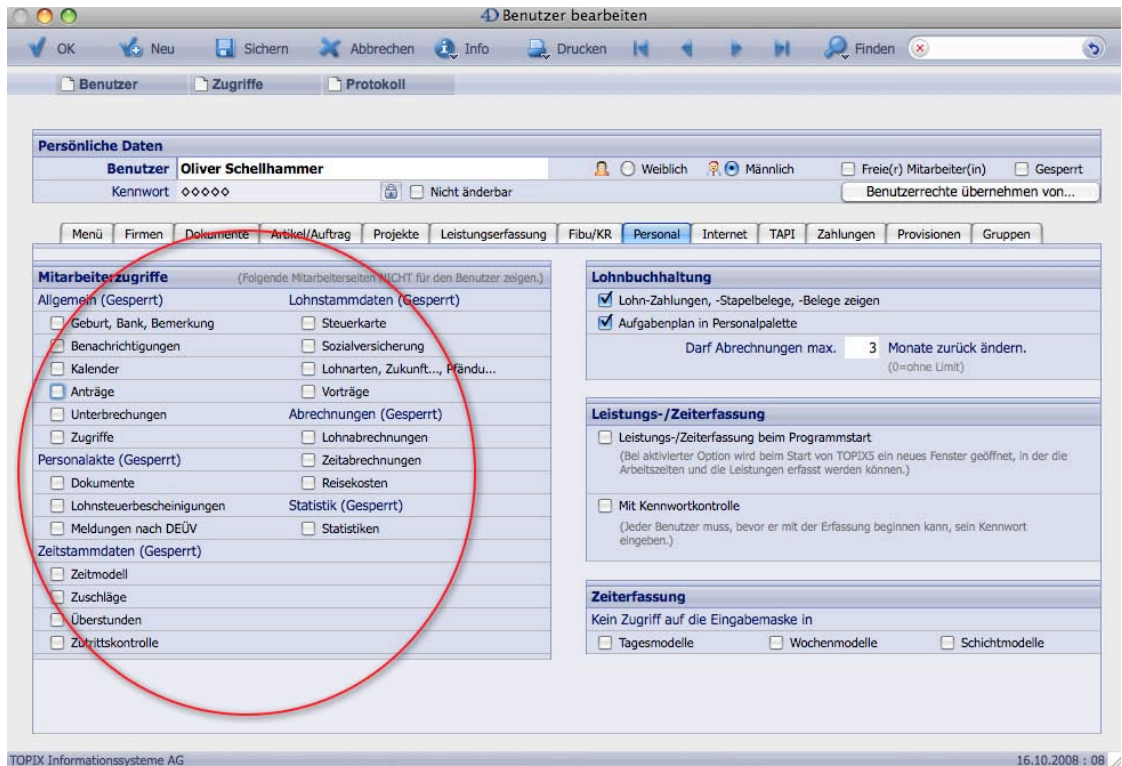 Benutzer bearbeiten
OK Neu Sichern Abbrechen Info Drucken Finden
Benutzer Zugriffe Protokoll
Persönliche Daten
Benutzer Oliver Schellhammer Weiblich Männlich Freie(r) Mitarbeiter(in) Gesperrt
Kennwort ◊◊◊◊◊ Nicht änderbar Benutzerrechte übernehmen von...
Menü Firmen Dokumente Artikel/Auftrag Projekte Leistungserfassung Fibu/KR Personal Internet TAPI Zahlungen Provisionen Gruppen
Mitarbeiterzugriffe (Folgende Mitarbeiterseiten NICHT für den Benutzer zeigen.)
Allgemein (Gesperrt)
Geburt, Bank, Bemerkung
Benachrichtigungen
Kalender
Anträge
Unterbrechungen
Zugriffe
Personalakte (Gesperrt)
Dokumente
Lohnsteuerbescheinigungen
Meldungen nach DEÜV
Zeitstammdaten (Gesperrt)
Zeitmodell
Zuschläge
Überstunden
Zutrittskontrolle
Lohnstammdaten (Gesperrt)
Steuerkarte
Sozialversicherung
Lohnarten, Zukunft..., Pfändu...
Vorträge
Abrechnungen (Gesperrt)
Lohnabrechnungen
Zeitabrechnungen
Reisekosten
Statistik (Gesperrt)
Statistiken
Lohnbuchhaltung
Lohn-Zahlungen, -Stapelbelege, -Belege zeigen
Aufgabenplan in Personalpalette
Darf Abrechnungen max. 3 Monate zurück ändern.
(0=ohne Limit)
Leistungs-/Zeiterfassung
Leistungs-/Zeiterfassung beim Programmstart
(Bei aktivierter Option wird beim Start von TOPIX5 ein neues Fenster geöffnet, in der die
Arbeitszeiten und die Leistungen erfasst werden können.)
Mit Kennwortkontrolle
(Jeder Benutzer muss, bevor er mit der Erfassung beginnen kann, sein Kennwort
eingeben.)
Zeiterfassung
Kein Zugriff auf die Eingabemaske in
Tagesmodelle Wochenmodelle Schichtmodelle
TOPIX Informationssysteme AG 16.10.2008 : 08